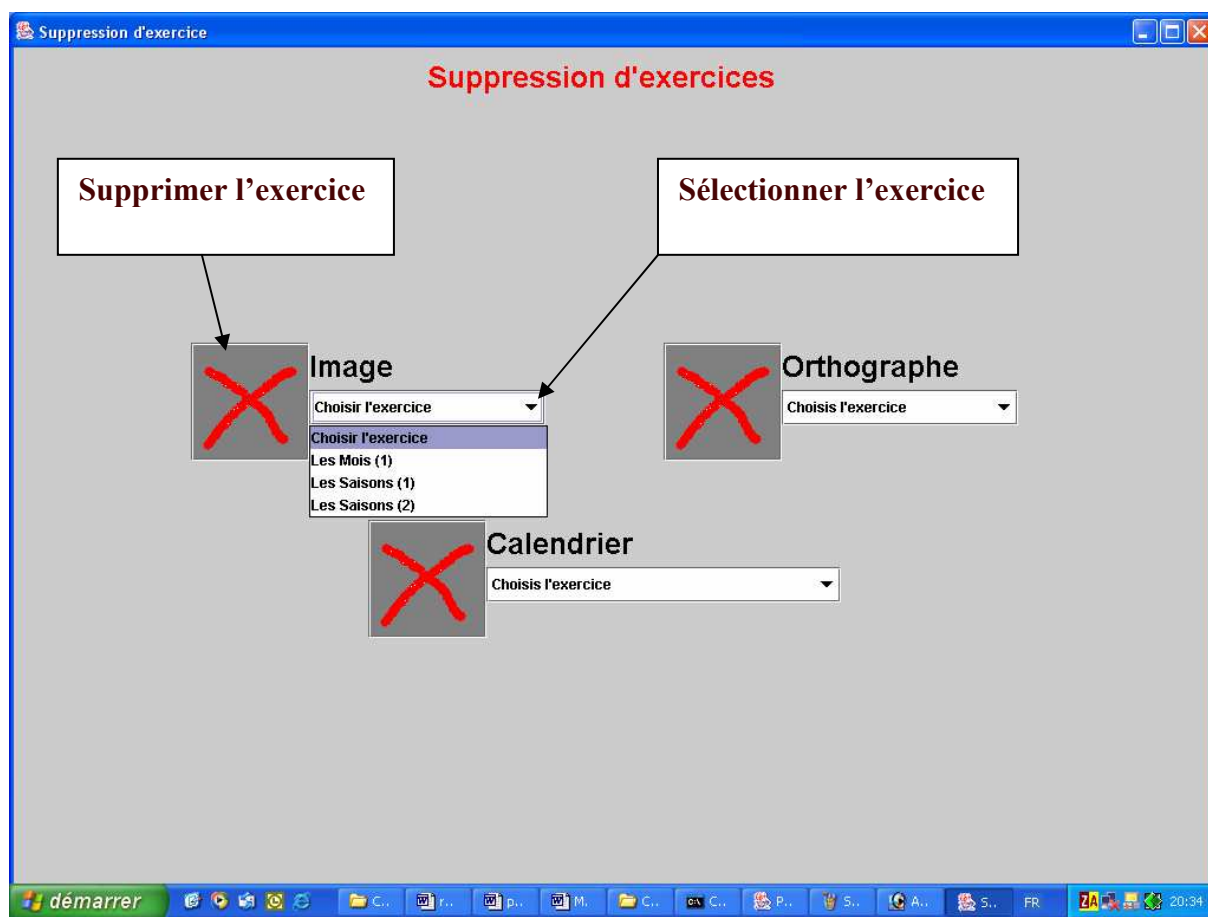 Suppression d'exercice
Suppression d'exercices
Supprimer l’exercice
Sélectionner l’exercice
Image
Choisir l'exercice
Choisir l'exercice
Les Mois (1)
Les Saisons (1)
Les Saisons (2)
Orthographe
Choisis l'exercice
Calendrier
Choisis l'exercice
démarrer C.. r.. p.. M. C.. C.. P.. S.. A.. S.. FR ZA 20:34